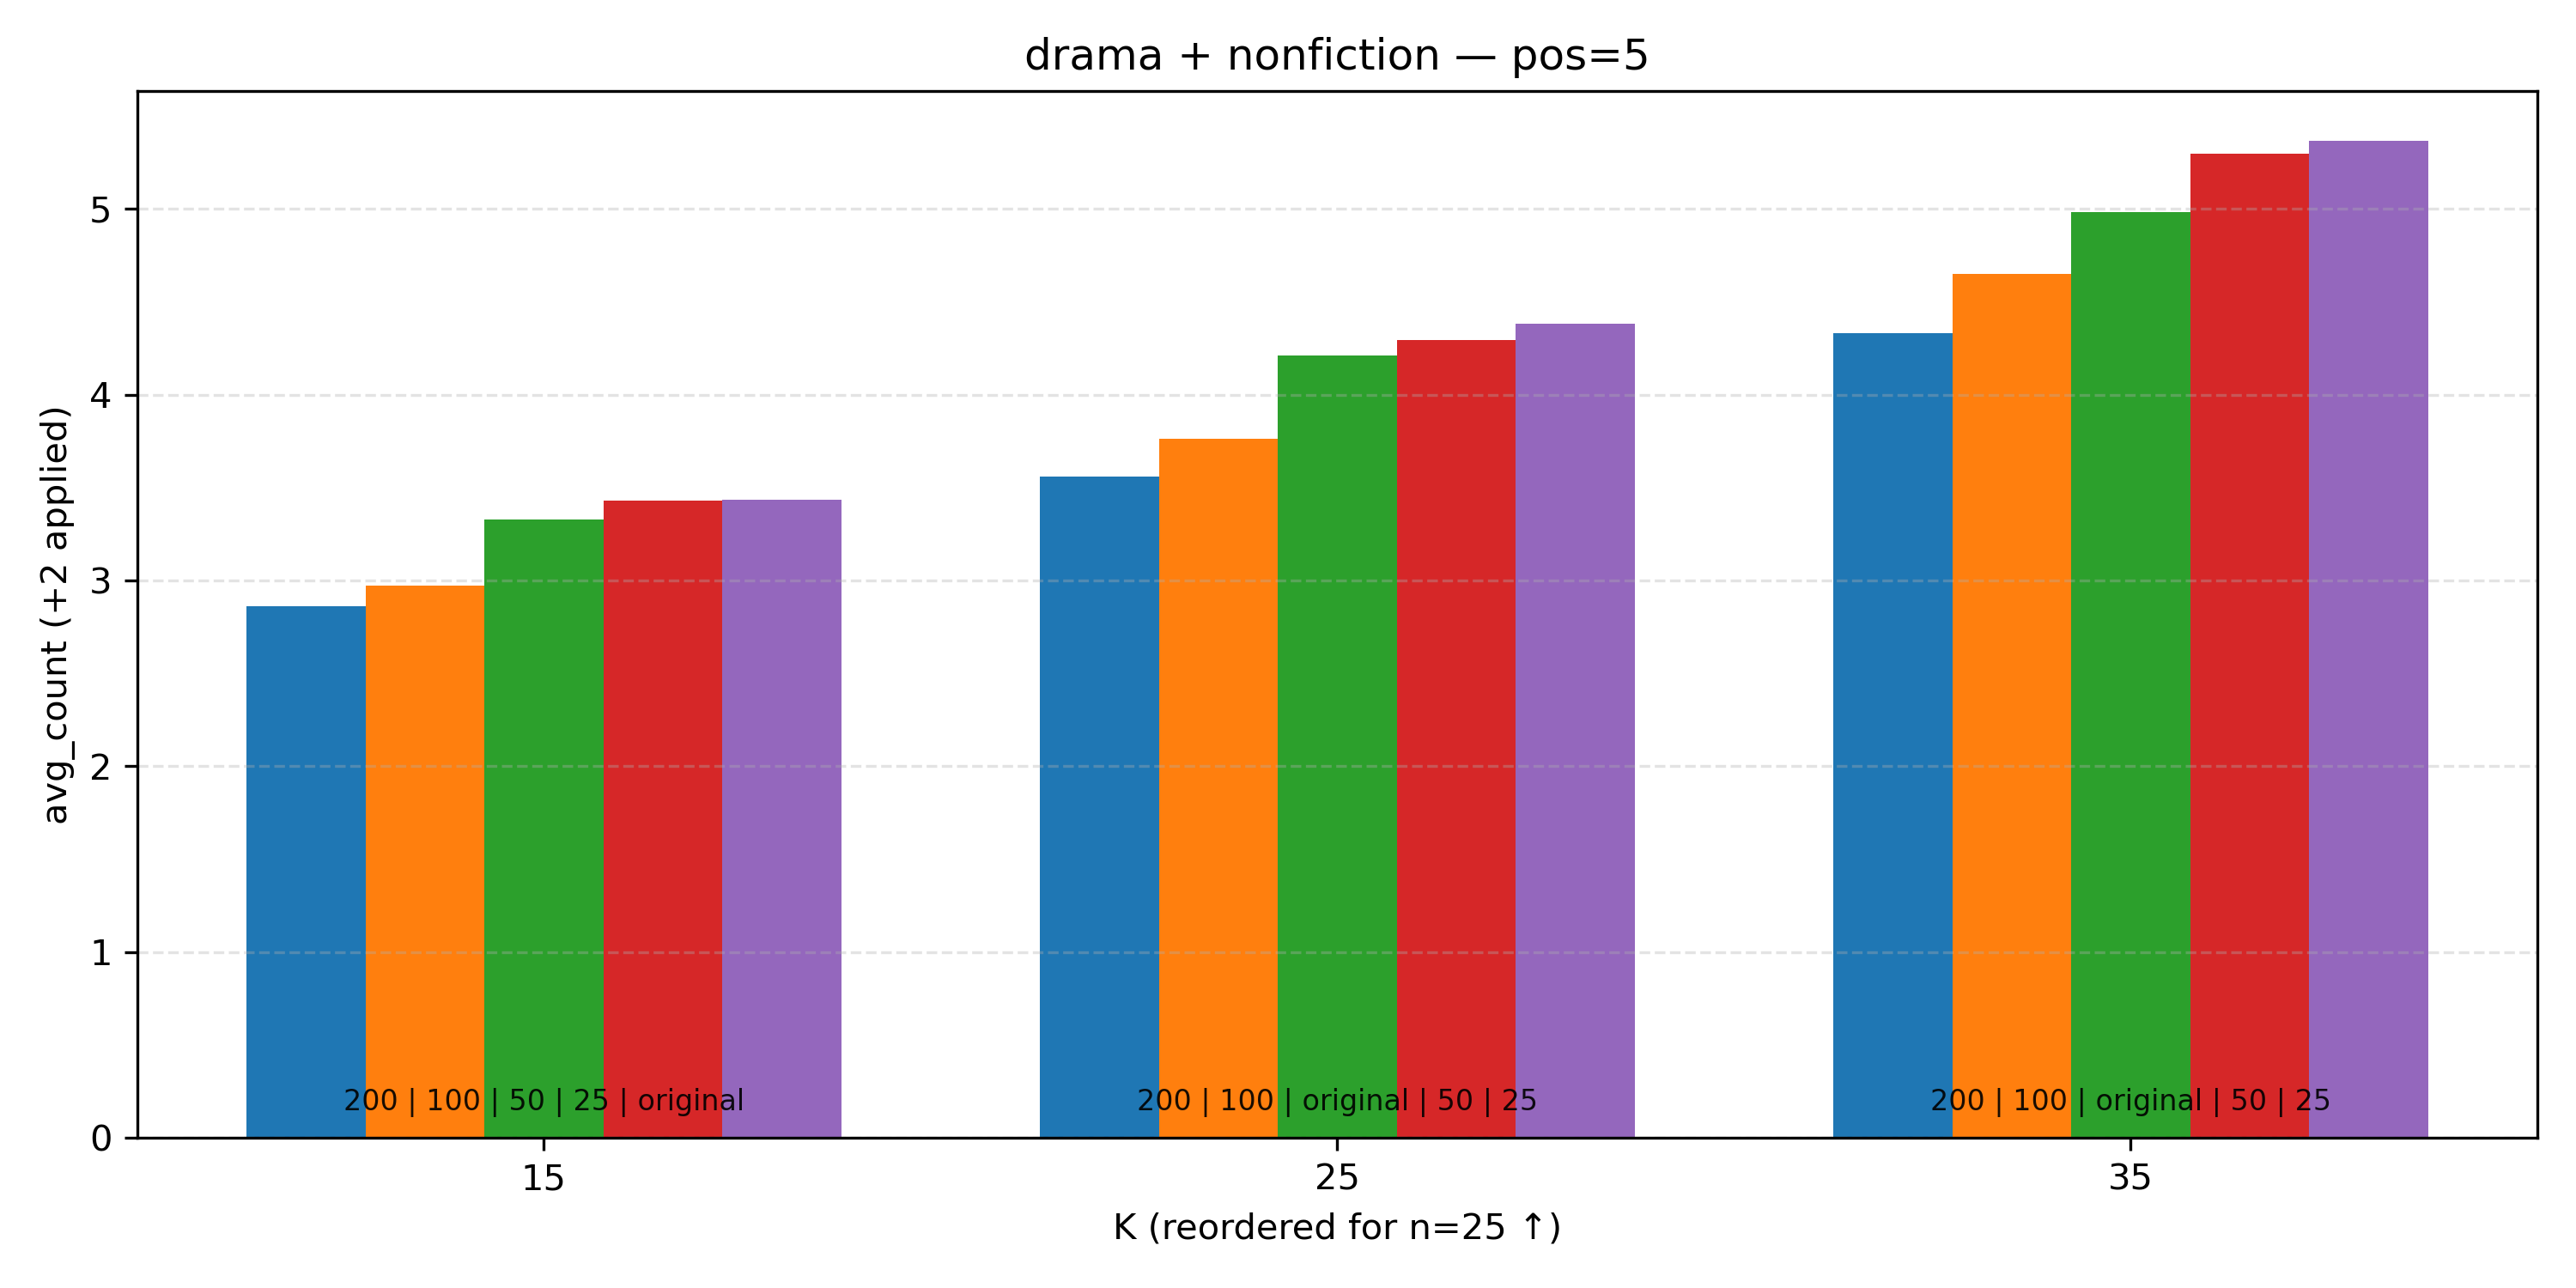 drama + nonfiction — pos=5
avg_count (+2 applied)
5
4
3
2
1
0
200 | 100 | 50 | 25 | original
200 | 100 | original | 50 | 25
200 | 100 | original | 50 | 25
15
25
35
K (reordered for n=25 ↑)